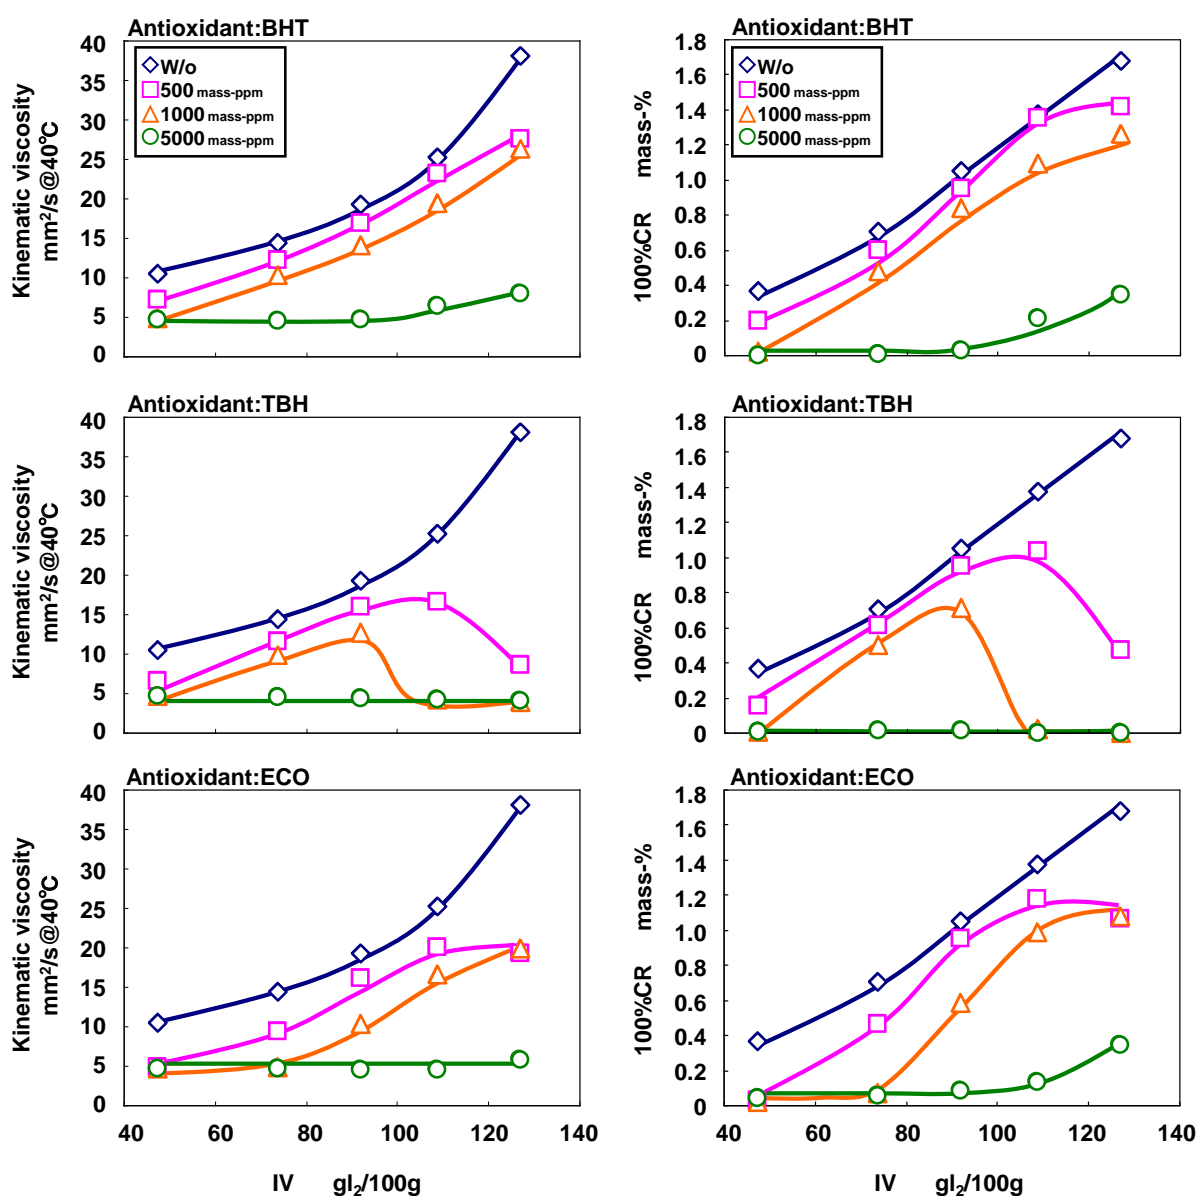 Antioxidant:BHT
Kinematic viscosity
mm²/s@40℃
40
35
30
25
20
15
10
5
0
W/o
500 mass-ppm
1000 mass-ppm
5000 mass-ppm
Antioxidant:BHT
100%CR mass-%
1.8
1.6
1.4
1.2
1.0
0.8
0.6
0.4
0.2
0
W/o
500 mass-ppm
1000 mass-ppm
5000 mass-ppm
Antioxidant:TBH
Kinematic viscosity
mm²/s@40℃
40
35
30
25
20
15
10
5
0
Antioxidant:TBH
100%CR mass-%
1.8
1.6
1.4
1.2
1.0
0.8
0.6
0.4
0.2
0
Antioxidant:ECO
Kinematic viscosity
mm²/s@40℃
40
35
30
25
20
15
10
5
0
40 60 80 100 120 140
IV gI₂/100g
Antioxidant:ECO
100%CR mass-%
1.8
1.6
1.4
1.2
1.0
0.8
0.6
0.4
0.2
0
40 60 80 100 120 140
IV gI₂/100g